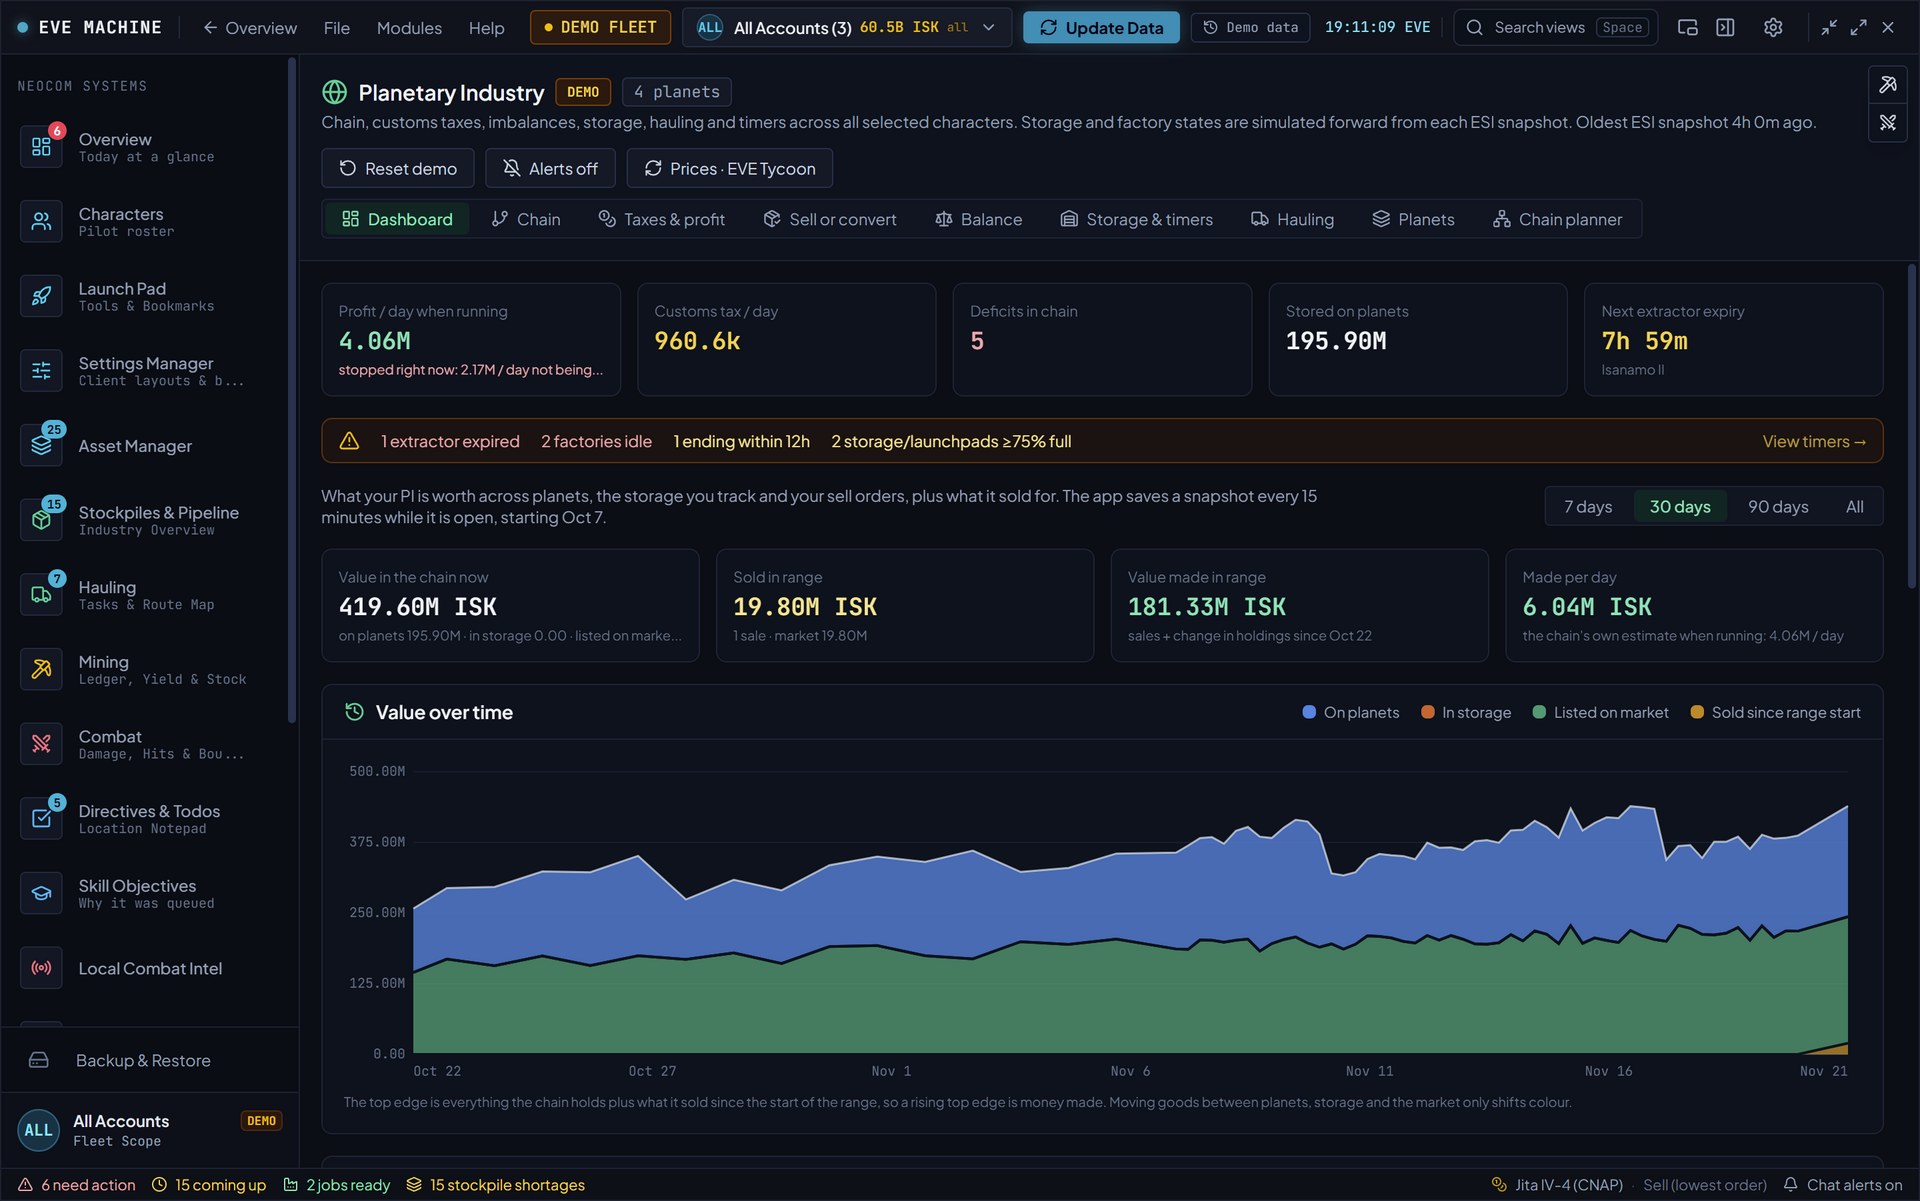 EVE MACHINE
Overview
File
Modules
Help
DEMO FLEET
ALL All Accounts (3) 60.5B ISK all
Update Data
Demo data
19:11:09 EVE
Search views Space
NEOCOM SYSTEMS
6
Overview
Today at a glance
Characters
Pilot roster
Launch Pad
Tools & Bookmarks
Settings Manager
Client layouts & b...
25
Asset Manager
15
Stockpiles & Pipeline
Industry Overview
7
Hauling
Tasks & Route Map
Mining
Ledger, Yield & Stock
Combat
Damage, Hits & Bou...
5
Directives & Todos
Location Notepad
Skill Objectives
Why it was queued
Local Combat Intel
Backup & Restore
ALL
All Accounts
Fleet Scope
DEMO
Planetary Industry DEMO 4 planets
Chain, customs taxes, imbalances, storage, hauling and timers across all selected characters. Storage and factory states are simulated forward from each ESI snapshot. Oldest ESI snapshot 4h 0m ago.
Reset demo
Alerts off
Prices · EVE Tycoon
Dashboard
Chain
Taxes & profit
Sell or convert
Balance
Storage & timers
Hauling
Planets
Chain planner
Profit / day when running
4.06M
stopped right now: 2.17M / day not being...
Customs tax / day
960.6k
Deficits in chain
5
Stored on planets
195.90M
Next extractor expiry
7h 59m
Isanamo II
1 extractor expired 2 factories idle 1 ending within 12h 2 storage/launchpads ≥75% full
View timers →
What your PI is worth across planets, the storage you track and your sell orders, plus what it sold for. The app saves a snapshot every 15
minutes while it is open, starting Oct 7.
7 days
30 days
90 days
All
Value in the chain now
419.60M ISK
on planets 195.90M · in storage 0.00 · listed on marke...
Sold in range
19.80M ISK
1 sale · market 19.80M
Value made in range
181.33M ISK
sales + change in holdings since Oct 22
Made per day
6.04M ISK
the chain's own estimate when running: 4.06M / day
Value over time
On planets
In storage
Listed on market
Sold since range start
500.00M
375.00M
250.00M
125.00M
0.00
Oct 22
Oct 27
Nov 1
Nov 6
Nov 11
Nov 16
Nov 21
The top edge is everything the chain holds plus what it sold since the start of the range, so a rising top edge is money made. Moving goods between planets, storage and the market only shifts colour.
6 need action
15 coming up
2 jobs ready
15 stockpile shortages
Jita IV-4 (CNAP) · Sell (lowest order)
Chat alerts on